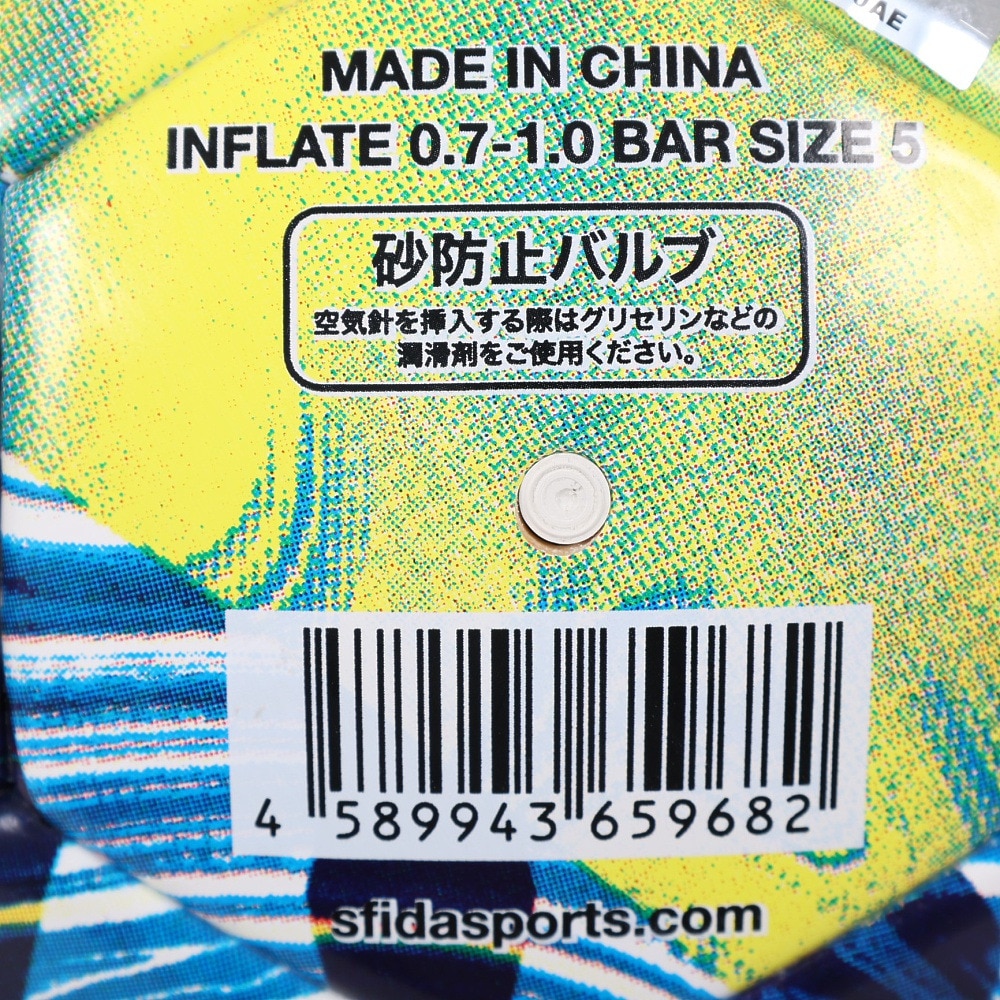 MADE IN CHINA
INFLATE 0.7-1.0 BAR SIZE 5
砂防止バルブ
空気針を挿入する際はグリセリンなどの
潤滑剤をご使用ください。
4 589943 659682
sfidasports.com